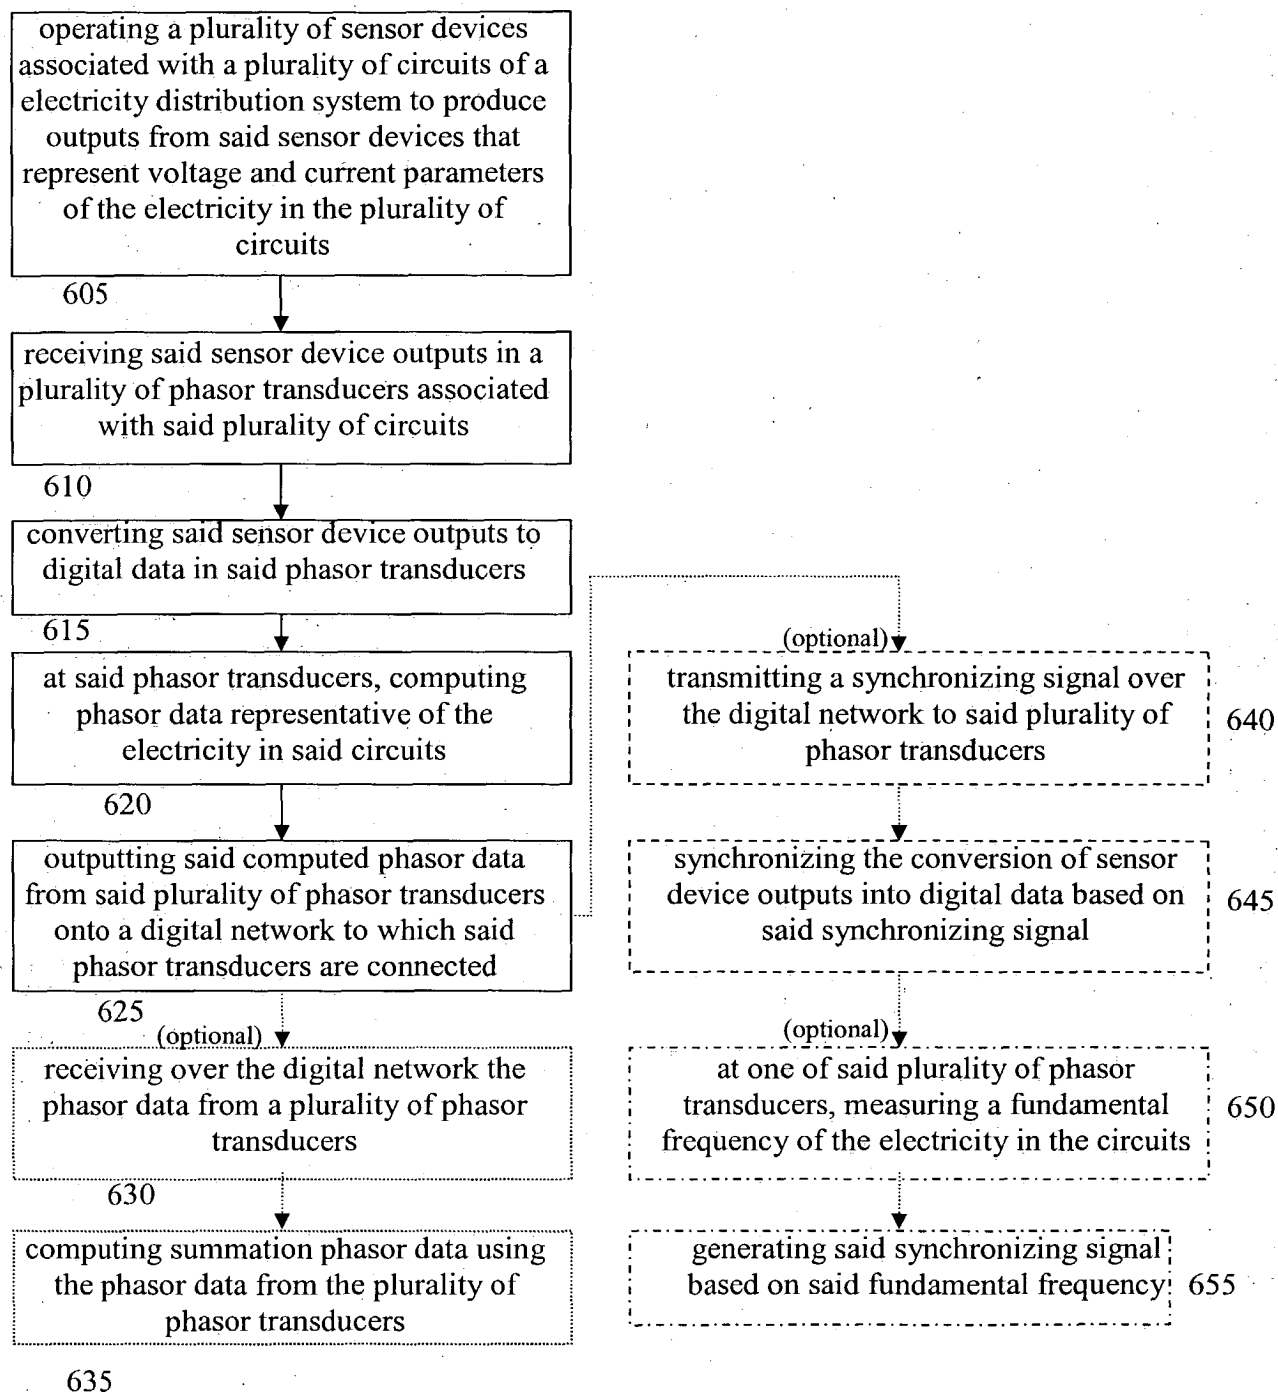 operating a plurality of sensor devices
associated with a plurality of circuits of a
electricity distribution system to produce
outputs from said sensor devices that
represent voltage and current parameters
of the electricity in the plurality of
circuits
605
receiving said sensor device outputs in a
plurality of phasor transducers associated
with said plurality of circuits
610
converting said sensor device outputs to
digital data in said phasor transducers
615
at said phasor transducers, computing
phasor data representative of the
electricity in said circuits
620
outputting said computed phasor data
from said plurality of phasor transducers
onto a digital network to which said
phasor transducers are connected
625
(optional)
receiving over the digital network the
phasor data from a plurality of phasor
transducers
630
computing summation phasor data using
the phasor data from the plurality of
phasor transducers
635
(optional)
transmitting a synchronizing signal over
the digital network to said plurality of
phasor transducers
640
synchronizing the conversion of sensor
device outputs into digital data based on
said synchronizing signal
645
(optional)
at one of said plurality of phasor
transducers, measuring a fundamental
frequency of the electricity in the circuits
650
generating said synchronizing signal
based on said fundamental frequency
655